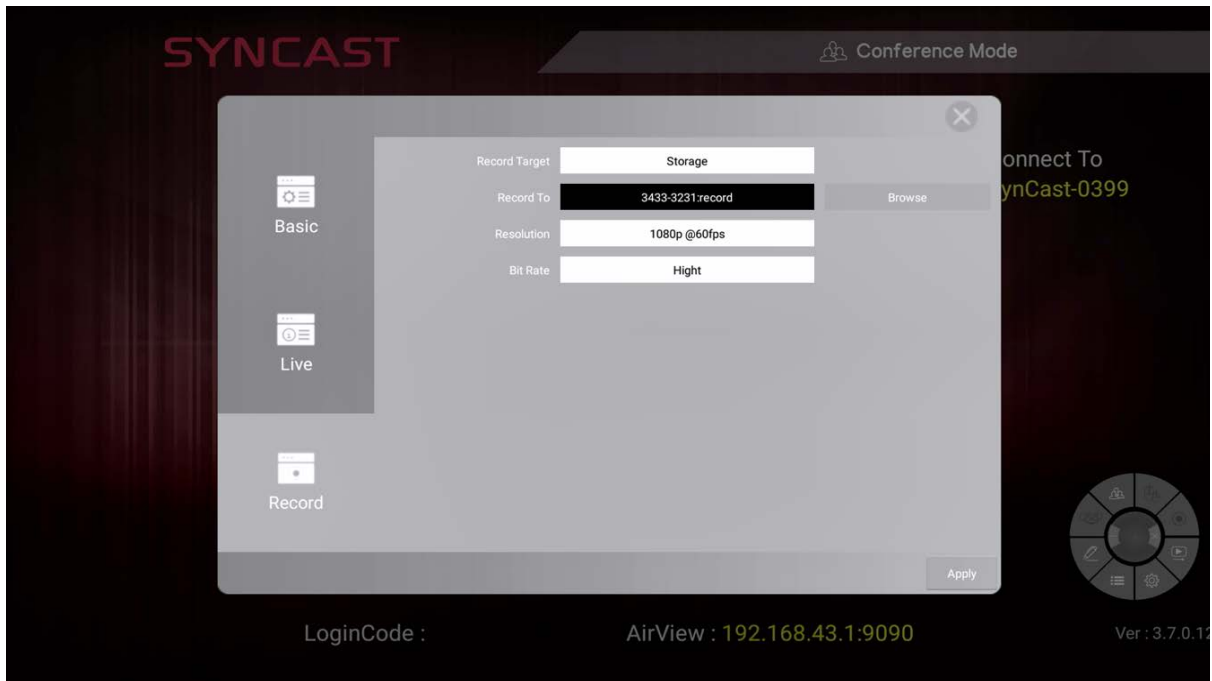 SYNCAST
Conference Mode
Record Target
Storage
onnect To
Record To
3433-3231:record
Browse
ynCast-0399
Basic
Resolution
1080p @60fps
Bit Rate
Hight
Live
Record
Apply
LoginCode :
AirView : 192.168.43.1:9090
Ver : 3.7.0.12